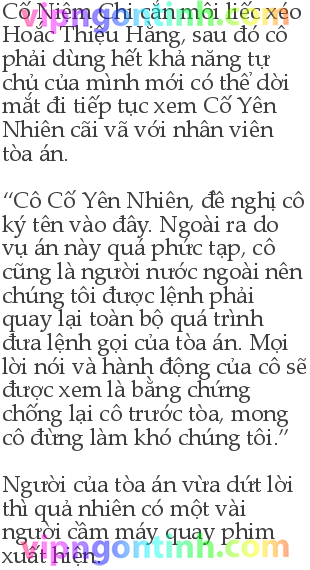 Cố Niệm Chi cắn môi liếc xéo
Hoắc Thiệu Hằng, sau đó cô
phải dùng hết khả năng tự
chủ của mình mới có thể dời
mắt đi tiếp tục xem Cố Yên
Nhiên cãi vã với nhân viên
tòa án.
“Cô Cố Yên Nhiên, đề nghị cô
ký tên vào đây. Ngoài ra do
vụ án này quá phức tạp, cô
cũng là người nước ngoài nên
chúng tôi được lệnh phải
quay lại toàn bộ quá trình
đưa lệnh gọi của tòa án. Mọi
lời nói và hành động của cô sẽ
được xem là bằng chứng
chống lại cô trước tòa, mong
cô đừng làm khó chúng tôi.”
Người của tòa án vừa dứt lời
thì quả nhiên có một vài
người cầm máy quay phim
xuất hiện.
vipngontinh.com
vipngontinh.com